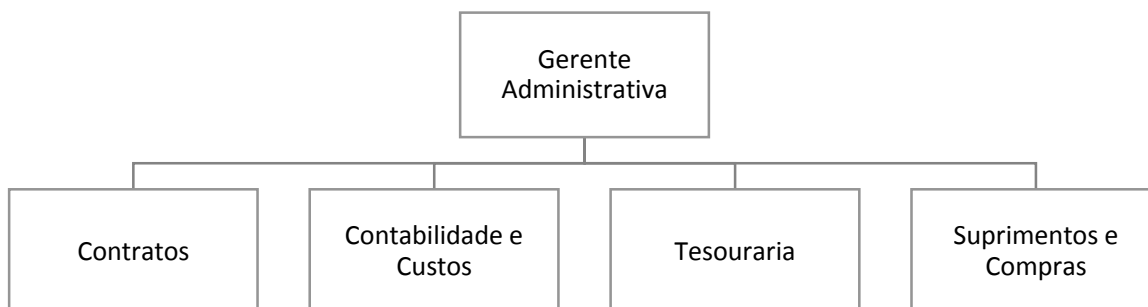 Gerente
Administrativa
Contratos
Contabilidade e
Custos
Tesouraria
Suprimentos e
Compras